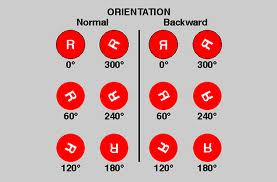 ORIENTATION
Normal Backward
R R R R
0° 300° 0° 300°
R R R R
60° 240° 60° 240°
R R R R
120° 180° 120° 180°